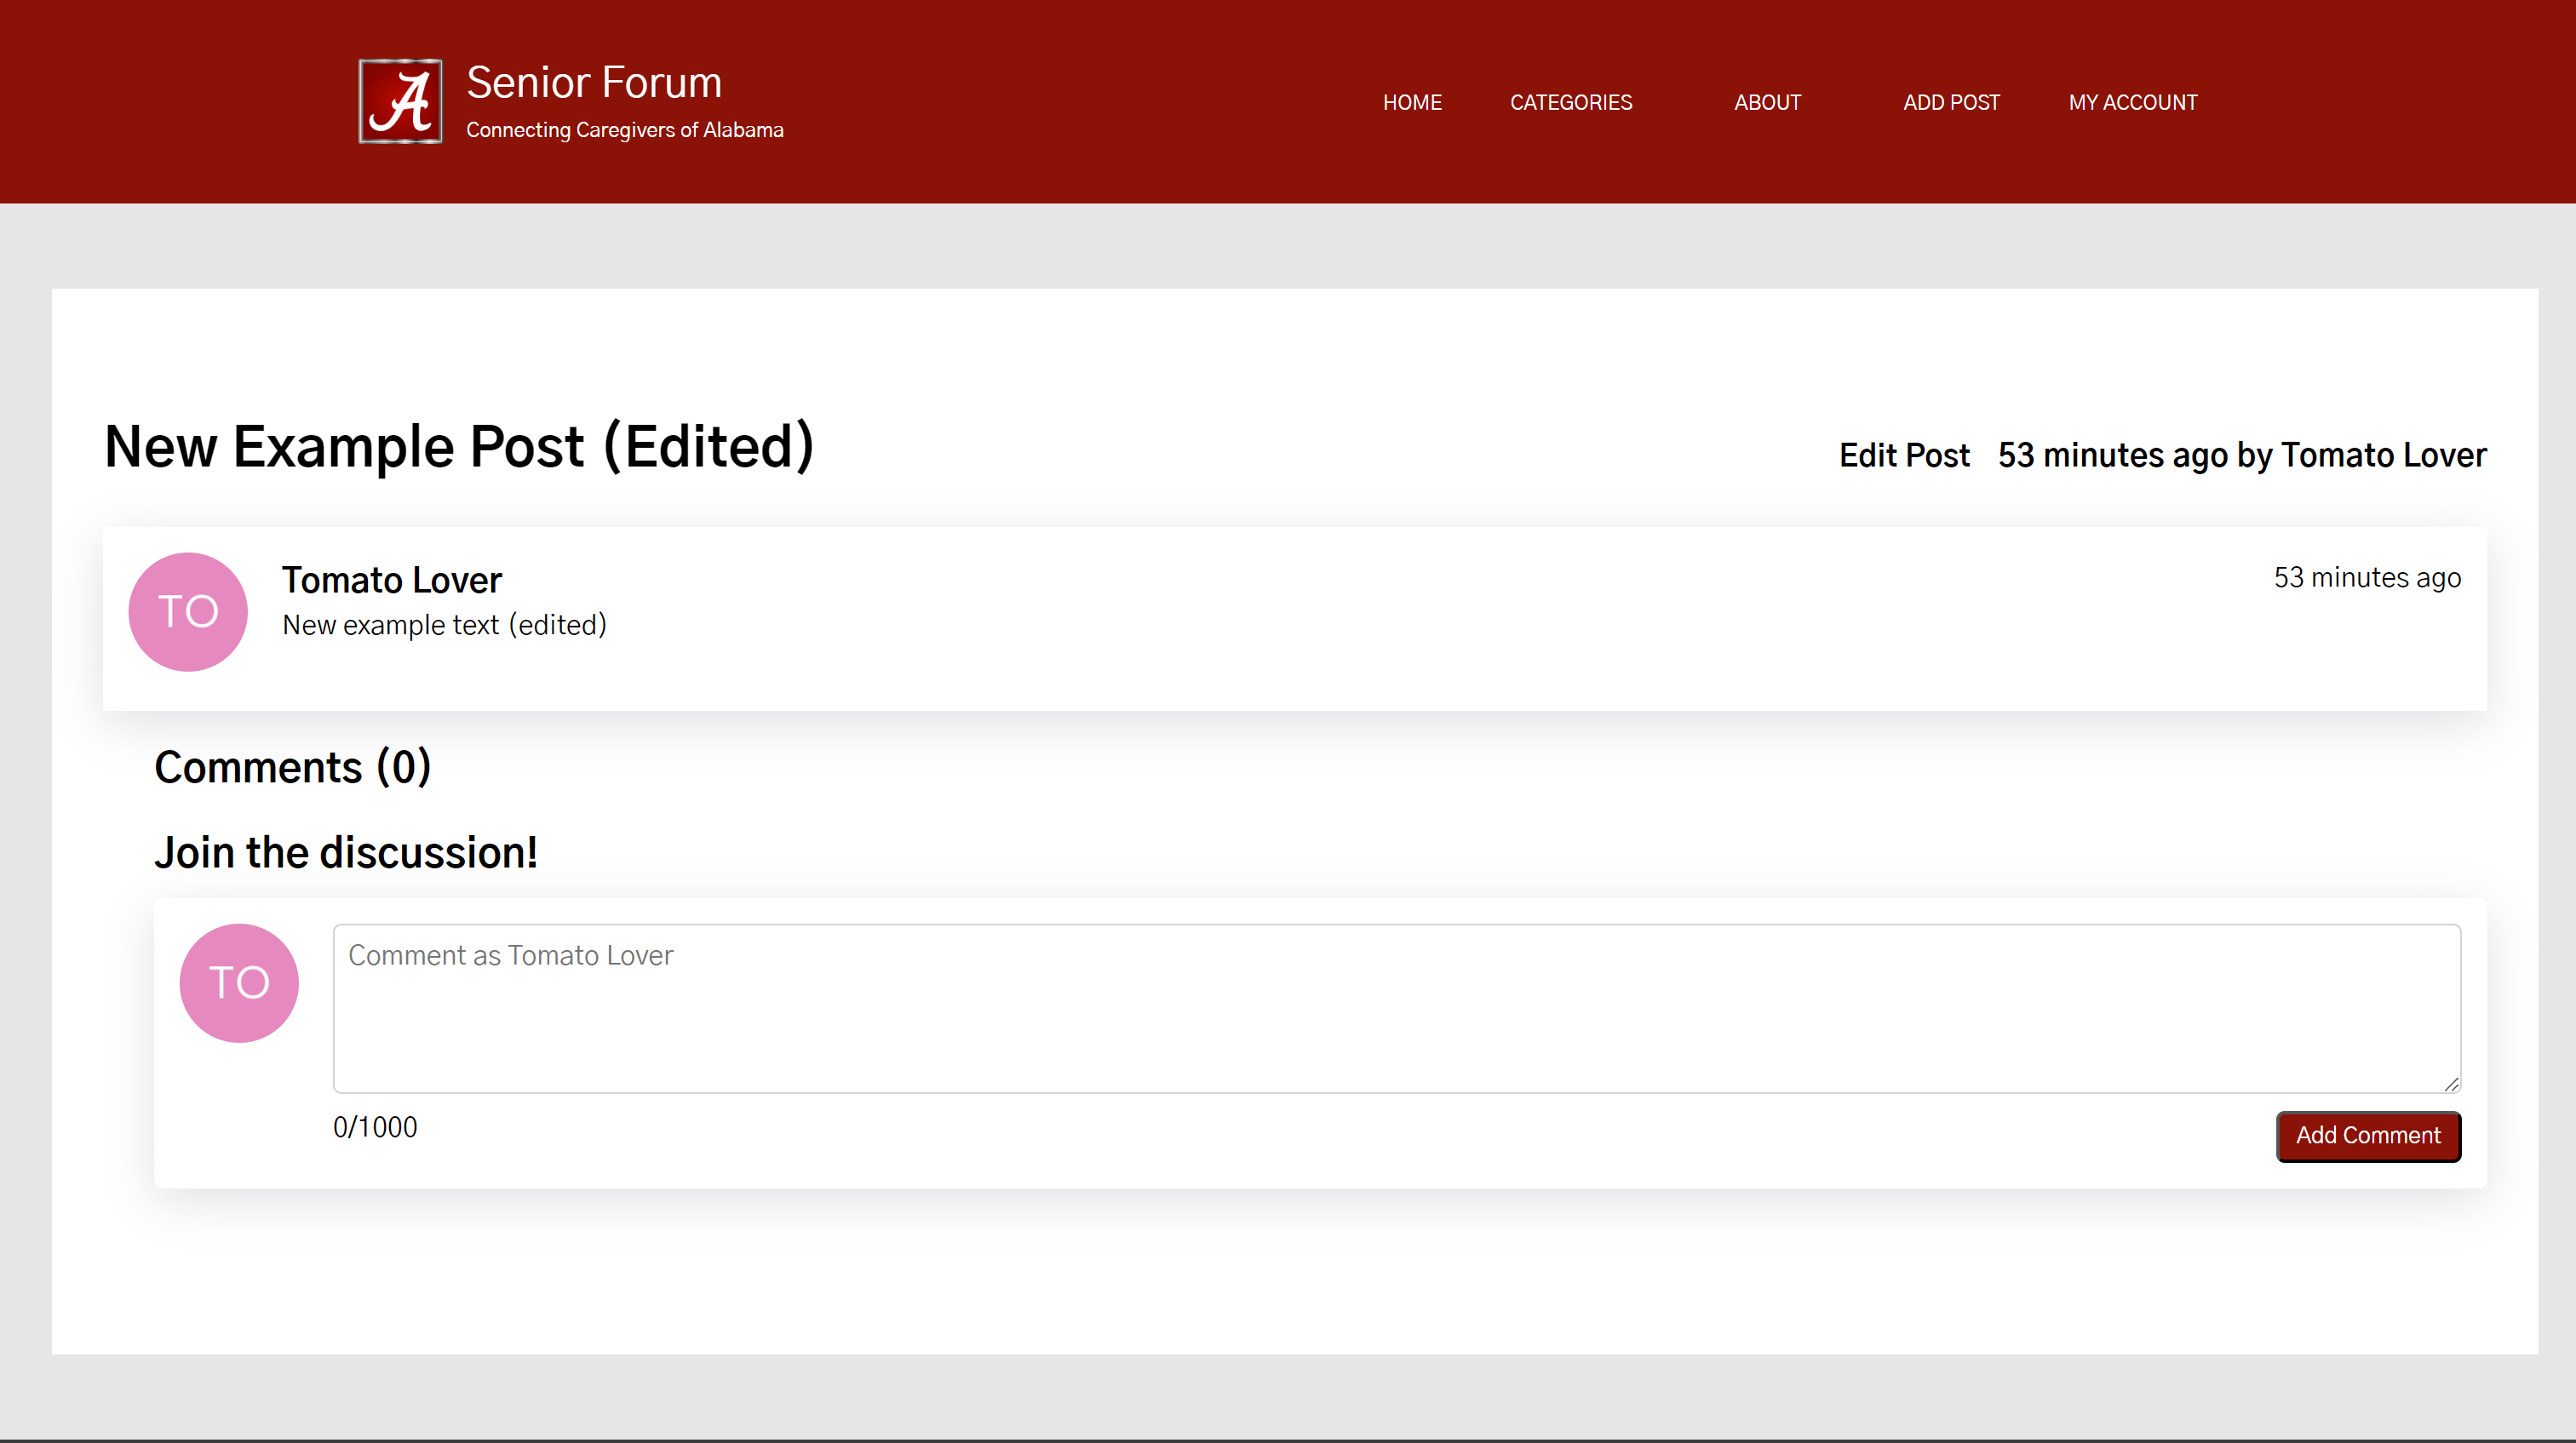 A
Senior Forum
Connecting Caregivers of Alabama
HOME CATEGORIES ABOUT ADD POST MY ACCOUNT
New Example Post (Edited)
Edit Post 53 minutes ago by Tomato Lover
TO
Tomato Lover
53 minutes ago
New example text (edited)
Comments (0)
Join the discussion!
TO
Comment as Tomato Lover
0/1000
Add Comment